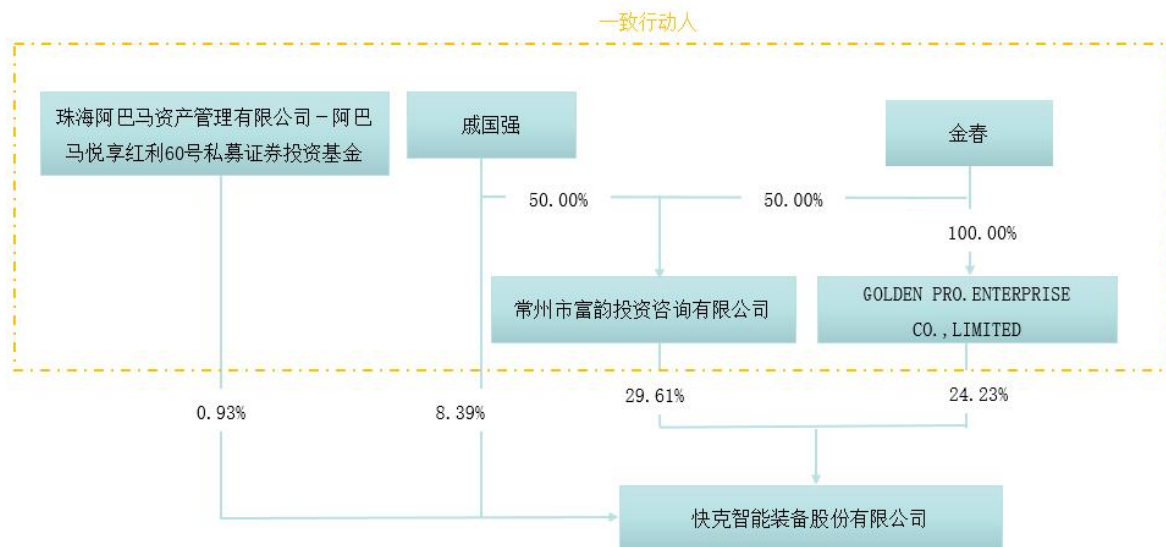 一致行动人
珠海阿巴马资产管理有限公司－阿巴
马悦享红利60号私募证券投资基金
戚国强
金春
50.00%
50.00%
100.00%
常州市富韵投资咨询有限公司
GOLDEN PRO.ENTERPRISE
CO.,LIMITED
0.93%
8.39%
29.61%
24.23%
快克智能装备股份有限公司